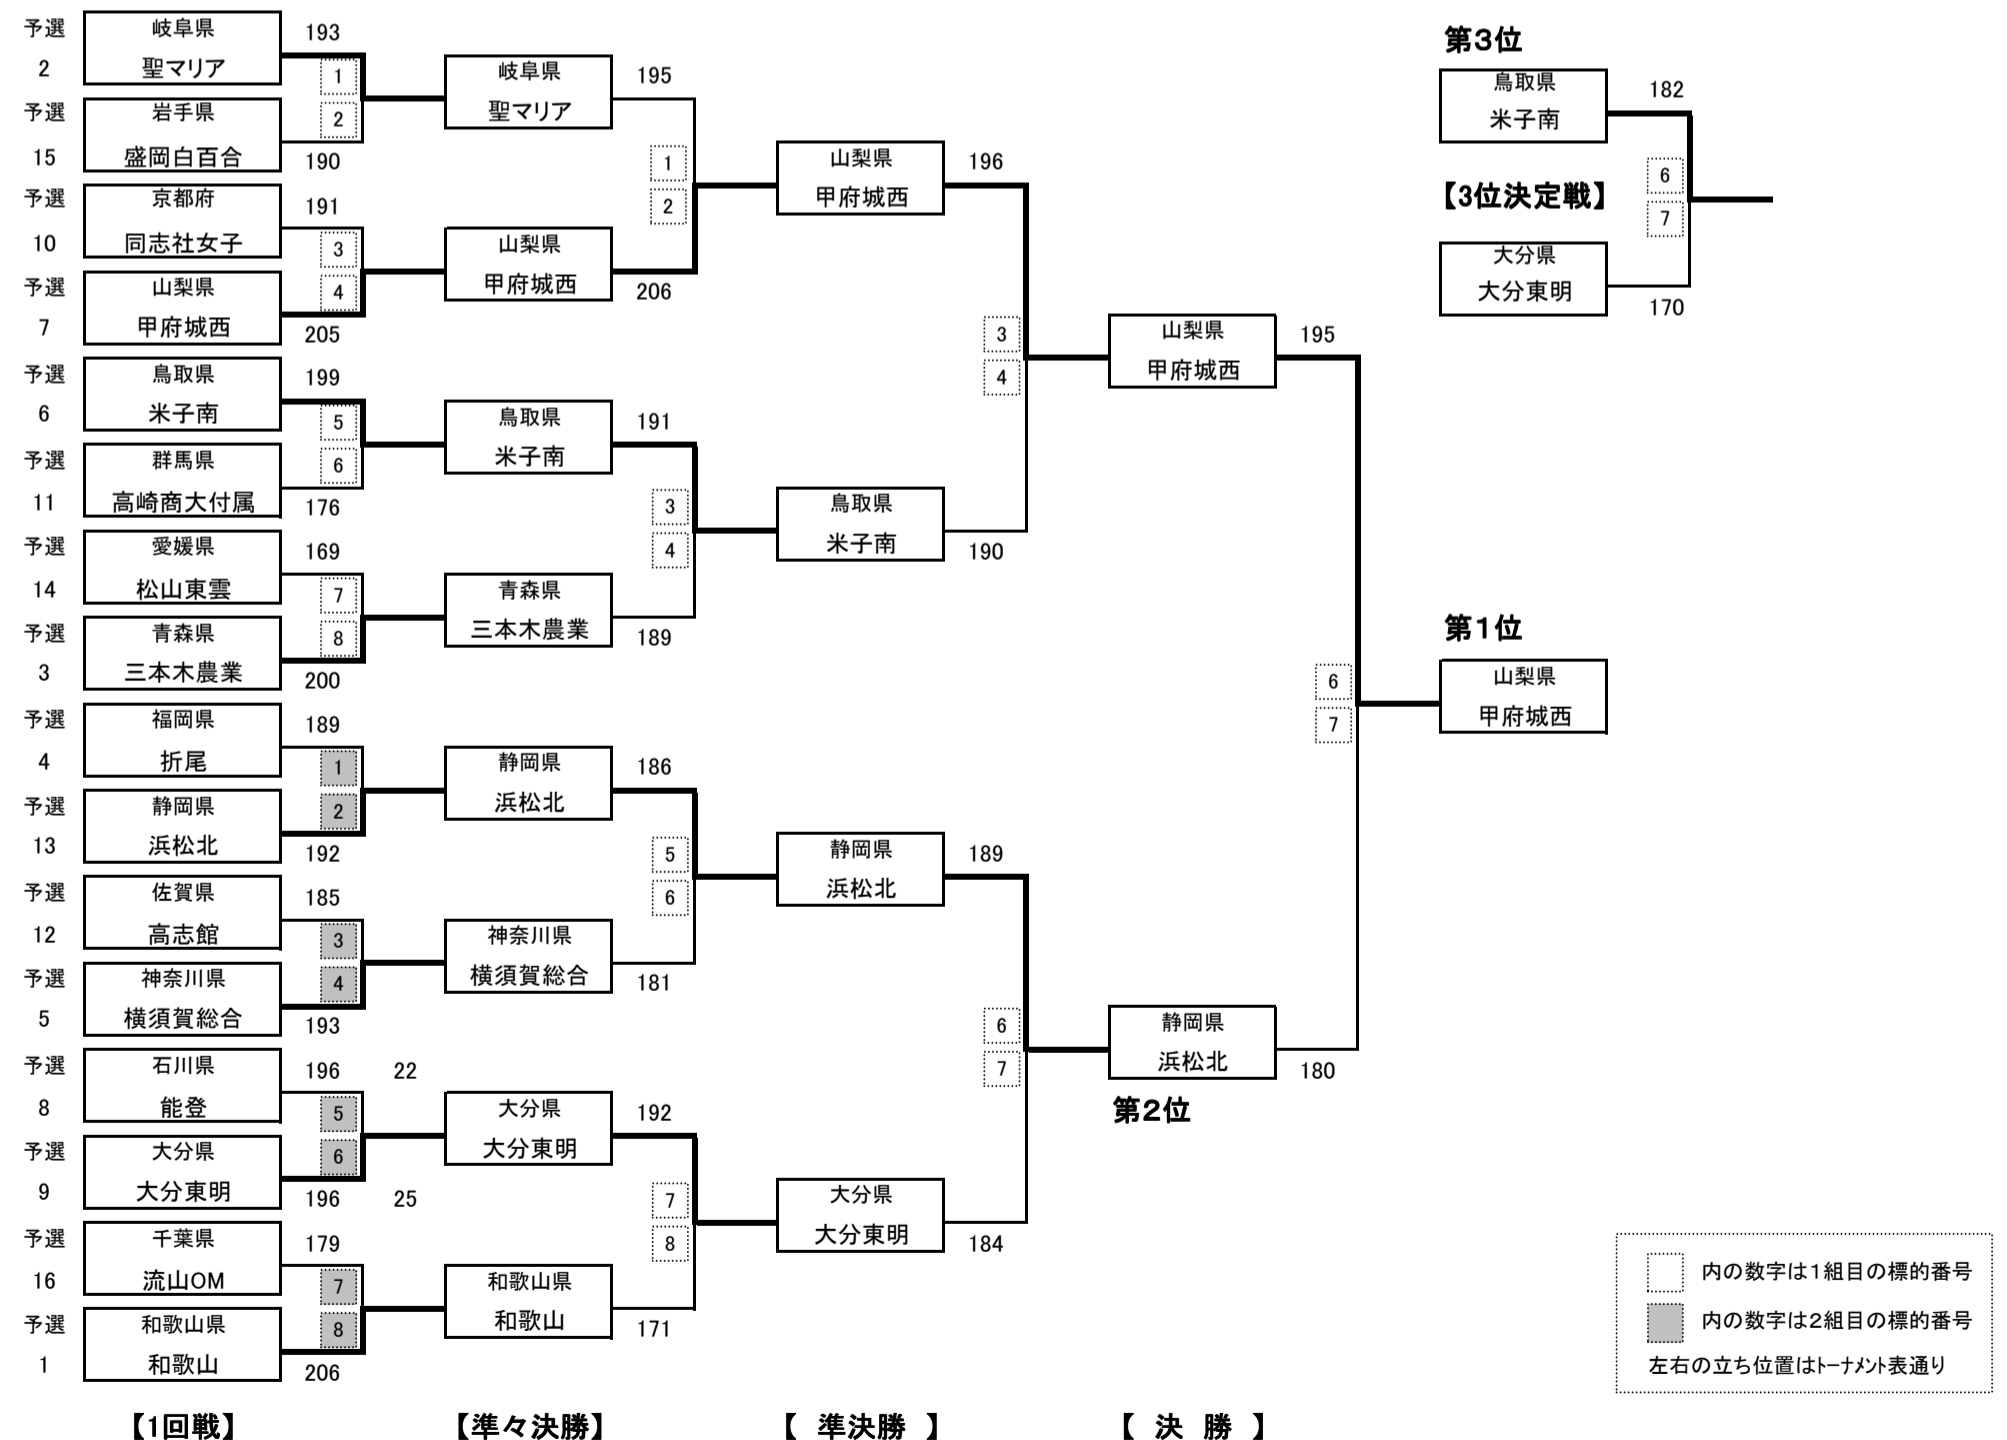 予選
2
岐阜県
聖マリア
193
1
予選
15
岩手県
盛岡白百合
2
190
予選
10
京都府
同志社女子
191
3
予選
7
山梨県
甲府城西
4
205
予選
6
鳥取県
米子南
199
5
予選
11
群馬県
高崎商大付属
6
176
予選
14
愛媛県
松山東雲
169
7
予選
3
青森県
三本木農業
8
200
予選
4
福岡県
折尾
189
1
予選
13
静岡県
浜松北
2
192
予選
12
佐賀県
高志館
185
3
予選
5
神奈川県
横須賀総合
4
193
予選
8
石川県
能登
196 22
5
予選
9
大分県
大分東明
6
196 25
予選
16
千葉県
流山OM
179
7
予選
1
和歌山県
和歌山
8
206
【1回戦】
岐阜県
聖マリア
195
1
2
山梨県
甲府城西
206
鳥取県
米子南
191
3
4
青森県
三本木農業
189
静岡県
浜松北
186
5
6
神奈川県
横須賀総合
181
大分県
大分東明
192
7
8
和歌山県
和歌山
171
【準々決勝】
山梨県
甲府城西
196
3
4
鳥取県
米子南
190
静岡県
浜松北
189
6
7
大分県
大分東明
184
【 準決勝 】
山梨県
甲府城西
195
6
7
静岡県
浜松北
180
第2位
【 決 勝 】
第3位
鳥取県
米子南
182
【3位決定戦】
6
7
大分県
大分東明
170
第1位
山梨県
甲府城西
内の数字は1組目の標的番号
内の数字は2組目の標的番号
左右の立ち位置はトーナメント表通り